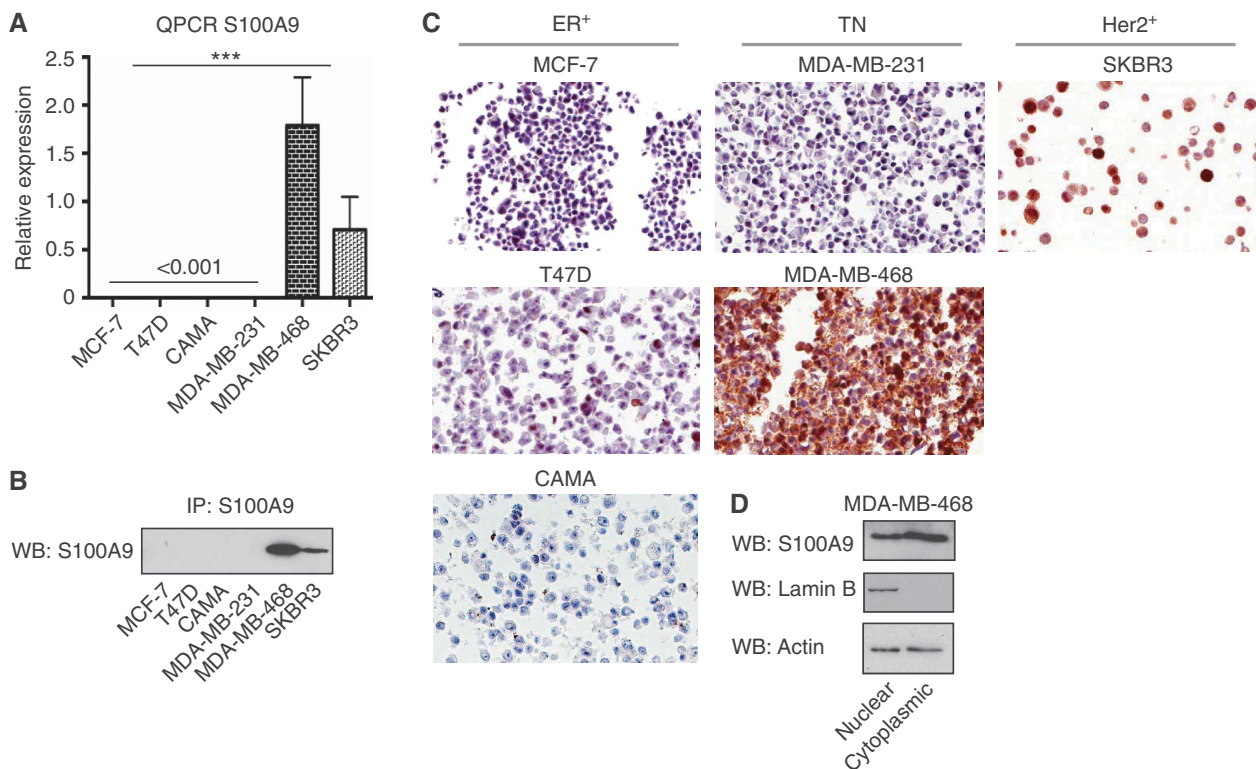 A
QPCR S100A9
Relative expression
2.5
2.0
1.5
1.0
0.5
0
***
<0.001
MCF-7
T47D
CAMA
MDA-MB-231
MDA-MB-468
SKBR3
B
IP: S100A9
WB: S100A9
MCF-7
T47D
CAMA
MDA-MB-231
MDA-MB-468
SKBR3
C
ER+
TN
Her2+
MCF-7
MDA-MB-231
SKBR3
T47D
MDA-MB-468
CAMA
D
MDA-MB-468
WB: S100A9
WB: Lamin B
WB: Actin
Nuclear
Cytoplasmic